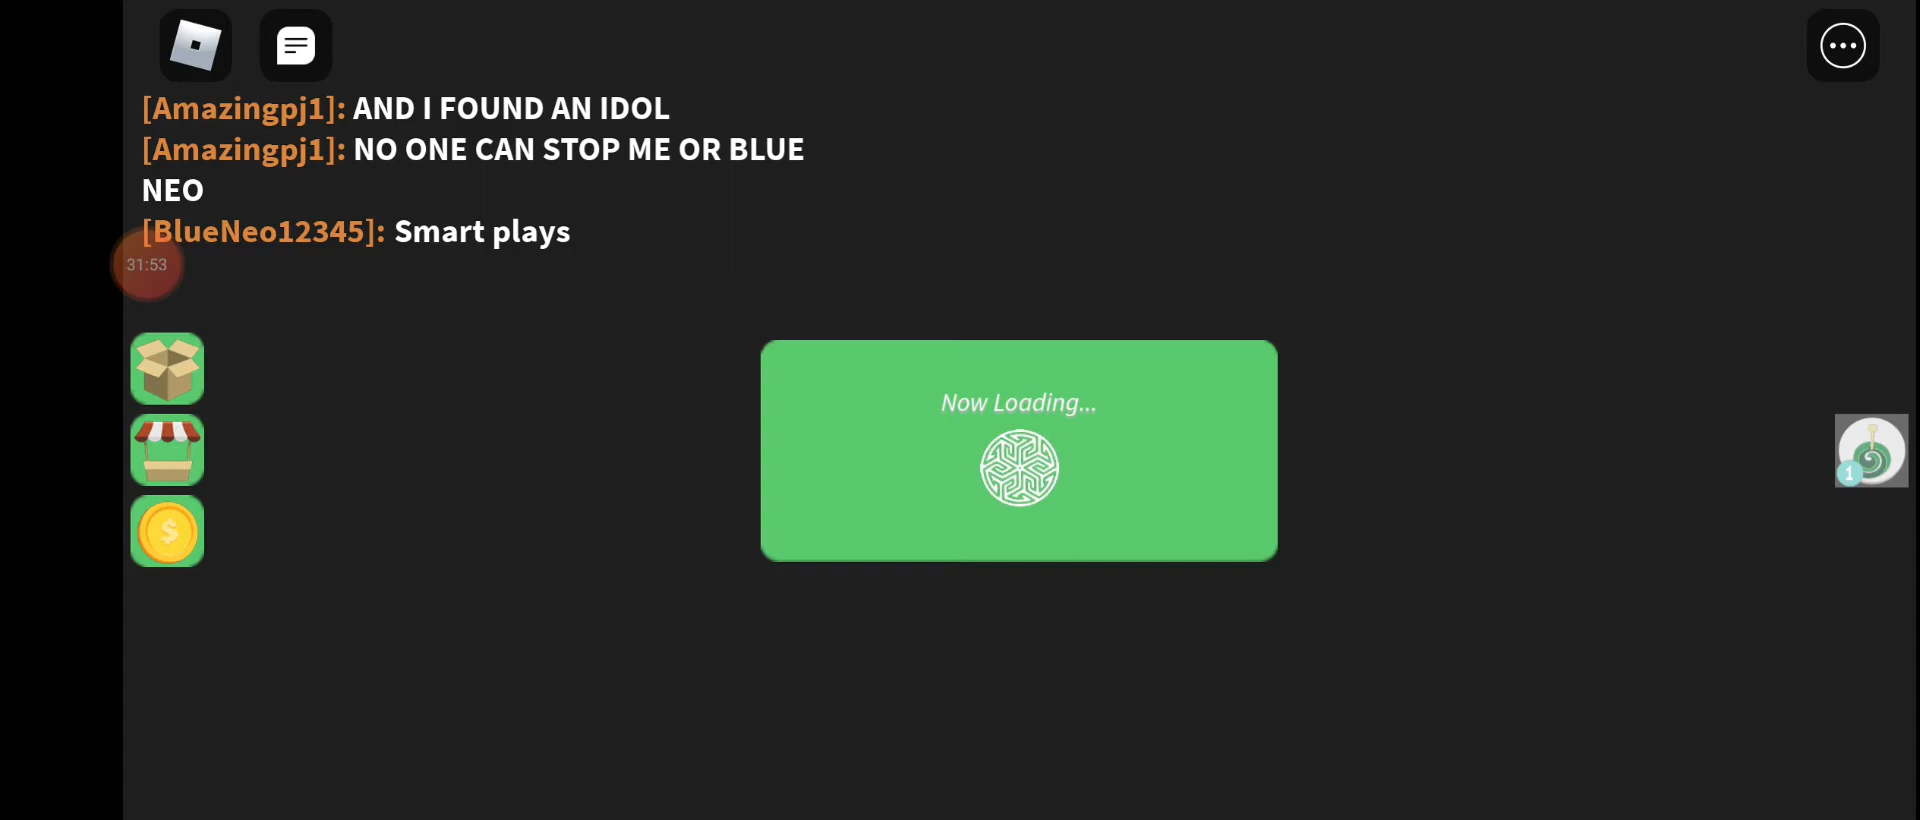 [Amazingpj1]: AND I FOUND AN IDOL
[Amazingpj1]: NO ONE CAN STOP ME OR BLUE
NEO
[BlueNeo12345]: Smart plays
31:53
Now Loading...
$
1